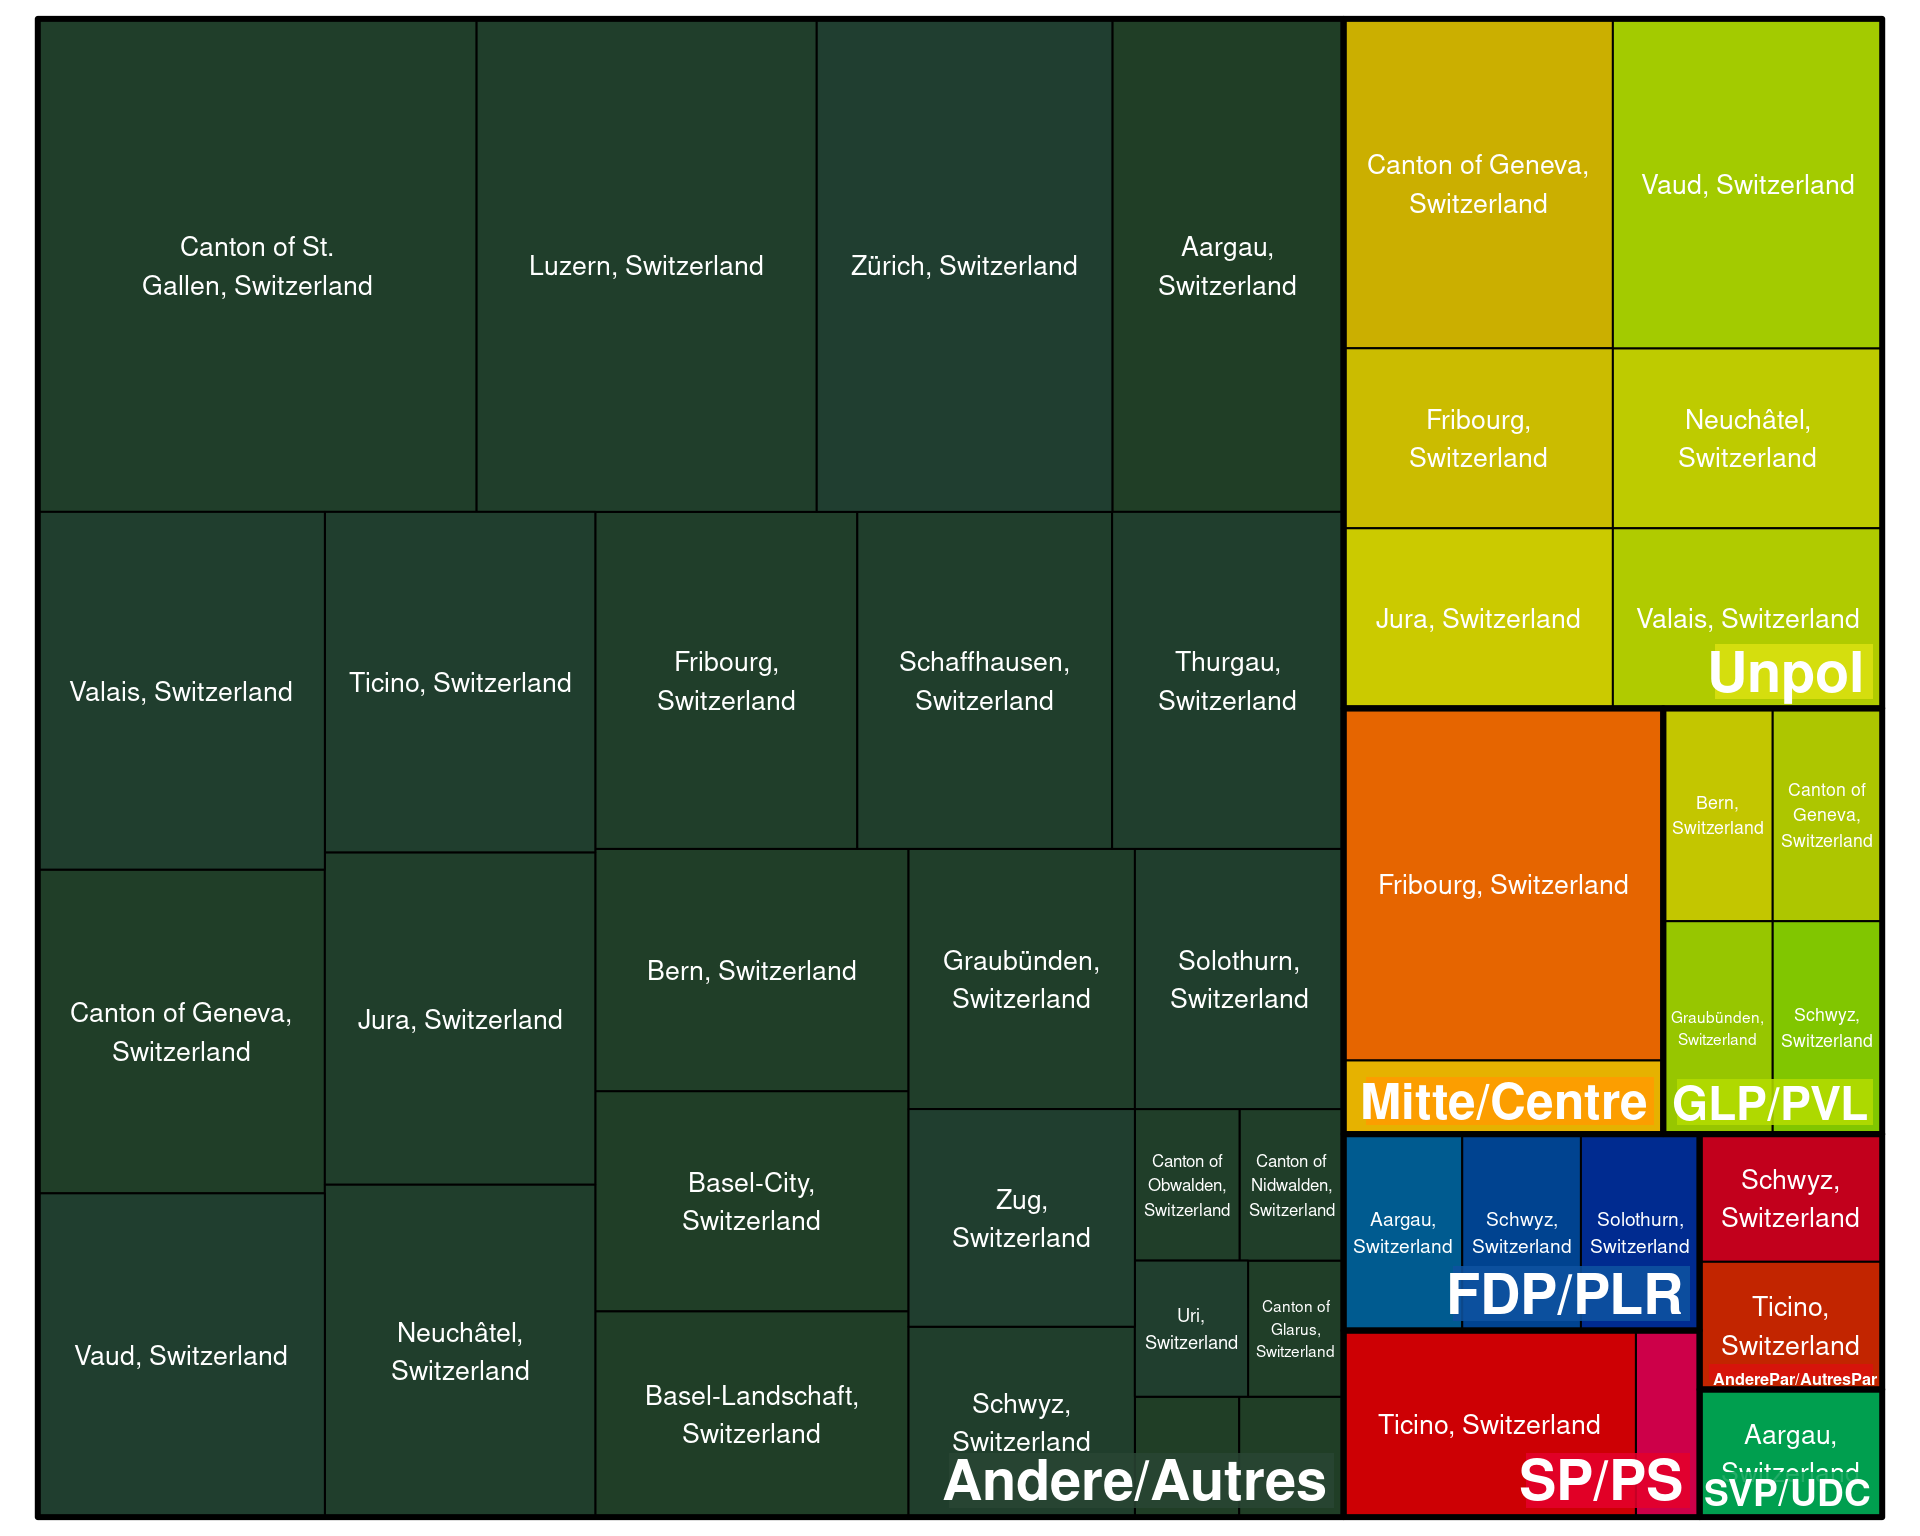 Canton of St.
Gallen, Switzerland
Luzern, Switzerland
Zürich, Switzerland
Aargau,
Switzerland
Valais, Switzerland
Ticino, Switzerland
Fribourg,
Switzerland
Schaffhausen,
Switzerland
Thurgau,
Switzerland
Canton of Geneva,
Switzerland
Jura, Switzerland
Bern, Switzerland
Graubünden,
Switzerland
Solothurn,
Switzerland
Vaud, Switzerland
Neuchâtel,
Switzerland
Basel-City,
Switzerland
Basel-Landschaft,
Switzerland
Zug,
Switzerland
Schwyz,
Switzerland
Canton of
Obwalden,
Switzerland
Canton of
Nidwalden,
Switzerland
Uri,
Switzerland
Canton of
Glarus,
Switzerland
Andere/Autres
Canton of Geneva,
Switzerland
Vaud, Switzerland
Fribourg,
Switzerland
Neuchâtel,
Switzerland
Jura, Switzerland
Valais, Switzerland
Unpol
Fribourg, Switzerland
Mitte/Centre
Bern,
Switzerland
Canton of
Geneva,
Switzerland
Graubünden,
Switzerland
Schwyz,
Switzerland
GLP/PVL
Aargau,
Switzerland
Schwyz,
Switzerland
Solothurn,
Switzerland
FDP/PLR
Schwyz,
Switzerland
Ticino,
Switzerland
AnderePar/AutresPar
Ticino, Switzerland
SP/PS
Aargau,
Switzerland
SVP/UDC